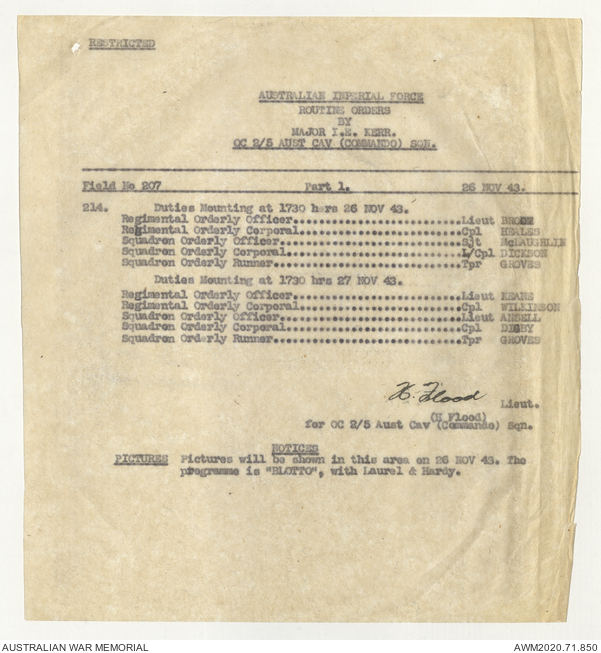 RESTRICTED
AUSTRALIAN IMPERIAL FORCE
ROUTINE ORDERS
BY
MAJOR I.E. KERR.
OC 2/5 AUST CAV (COMMANDO) SQN.
Field No 207 Part 1. 26 NOV 43.
214. Duties Mounting at 1730 hrs 26 NOV 43.
Regimental Orderly Officer..............................Lieut
Regimental Orderly Corporal..............................Cpl HEALES
Squadron Orderly Officer..............................Sjt McLAUGHLIN
Squadron Orderly Corporal..............................L/Cpl DICKSON
Squadron Orderly Runner..............................Tpr GROVES
Duties Mounting at 1730 hrs 27 NOV 43.
Regimental Orderly Officer..............................Lieut KEANE
Regimental Orderly Corporal..............................Cpl WILKINSON
Squadron Orderly Officer..............................Lieut ANSELL
Squadron Orderly Corporal..............................Cpl DIGBY
Squadron Orderly Runner..............................Tpr GROVES
H. Flood Lieut.
(H Flood)
for OC 2/5 Aust Cav (Commando) Sqn.
NOTICES
PICTURES Pictures will be shown in this area on 26 NOV 43. The
programme is "BLOTTO", with Laurel & Hardy.
AUSTRALIAN WAR MEMORIAL AWM2020.71.850